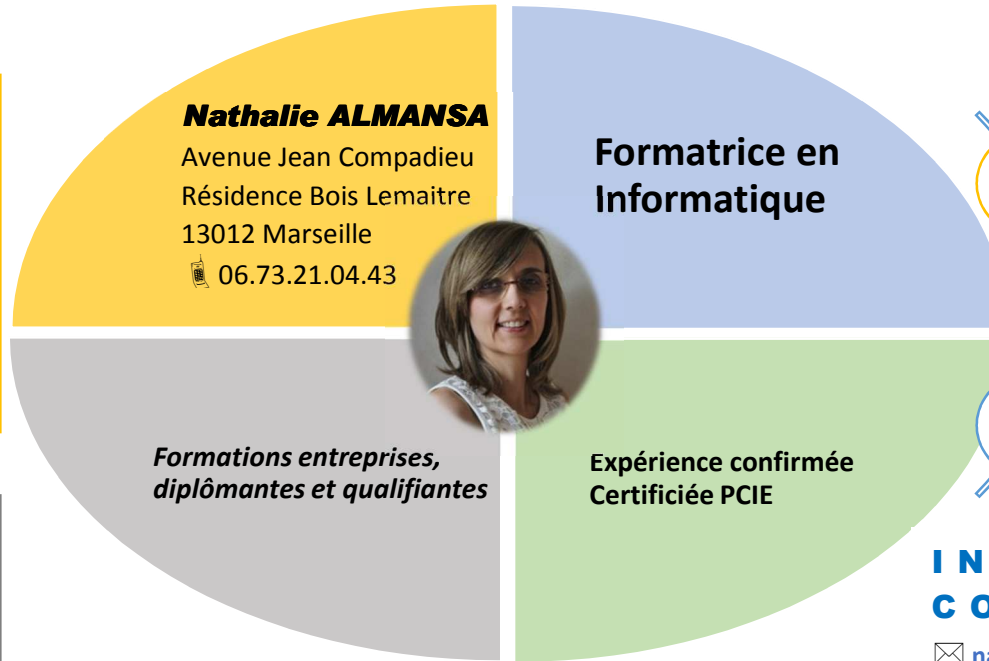 Nathalie ALMANSA
Avenue Jean Compadieu
Résidence Bois Lemaitre
13012 Marseille
06.73.21.04.43
Formatrice en
Informatique
Formations entreprises,
diplômantes et qualifiantes
Expérience confirmée
Certificiée PCIE
I N
C O
na